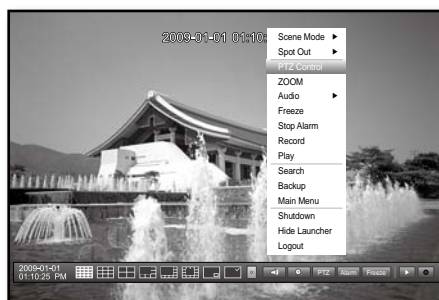 2009-01-01 01:10:
Scene Mode ▶
Spot Out ▶
PTZ Control
ZOOM
Audio ▶
Freeze
Stop Alarm
Record
Play
Search
Backup
Main Menu
Shutdown
Hide Launcher
Logout
2009-01-01
01:10:25 PM
PTZ Alarm Freeze